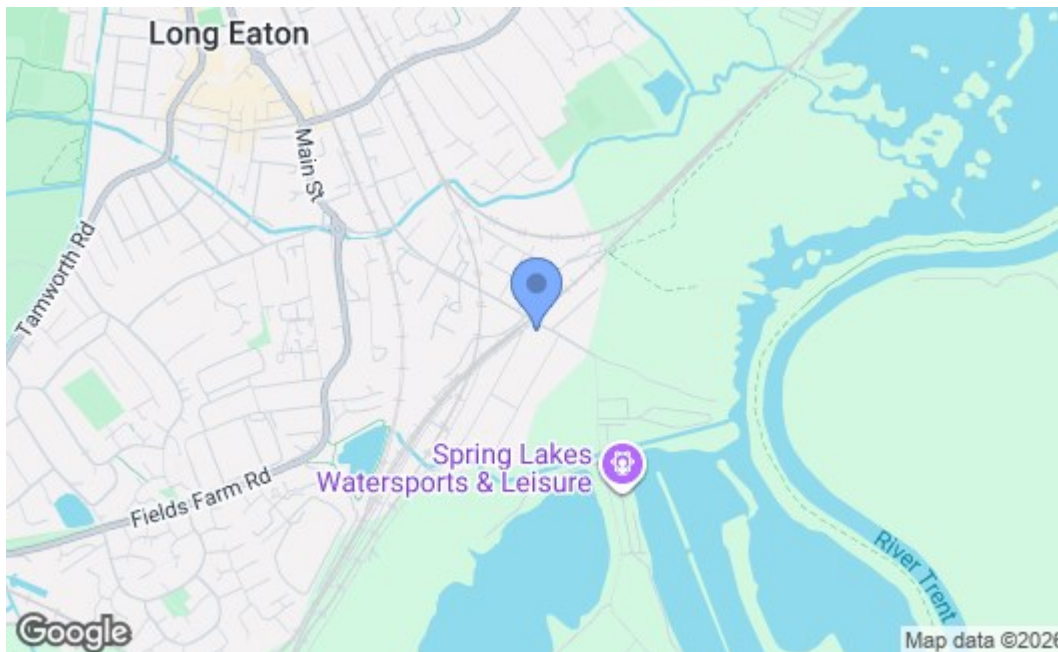 Long Eaton
Main St
Tamworth Rd
Spring Lakes
Watersports & Leisure
Fields Farm Rd
River Trent
Google
Map data ©2026